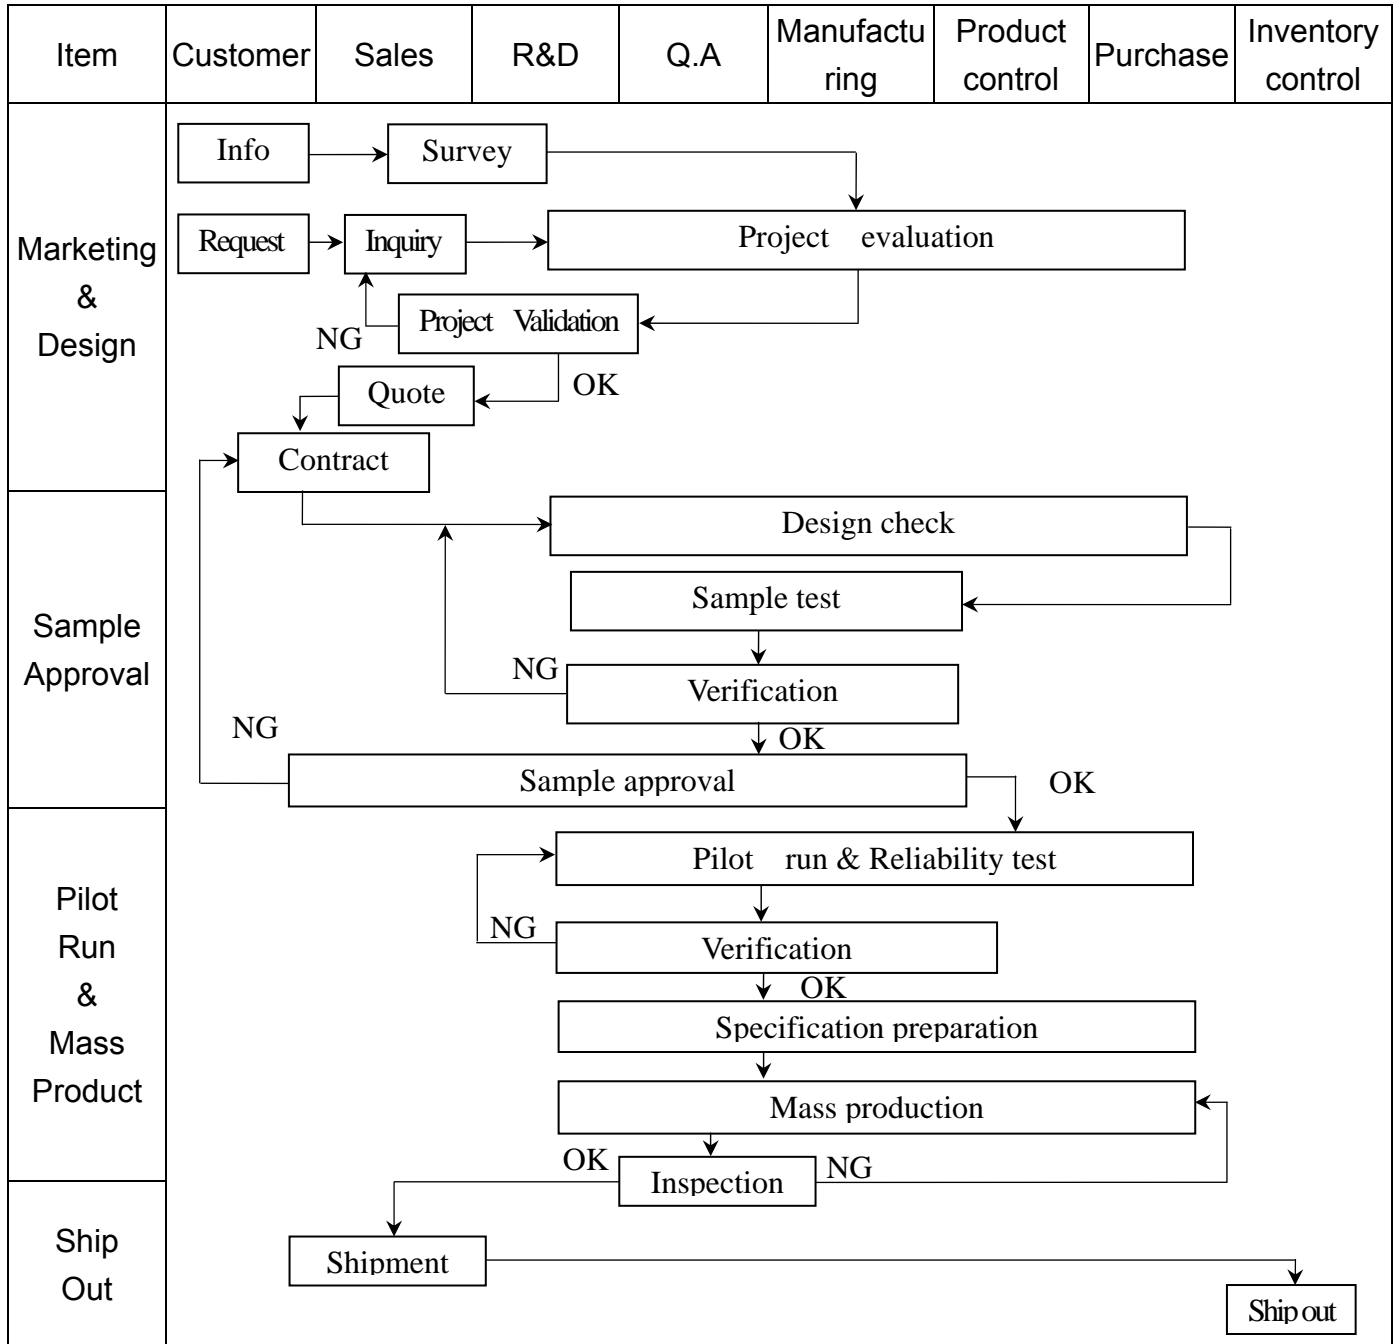 Item Customer Sales R&D Q.A Manufactu
ring Product
control Purchase Inventory
control
Marketing
&
Design
Info
Survey
Request
Inquiry
Project evaluation
NG
Project Validation
OK
Quote
Contract
Sample
Approval
Design check
Sample test
NG
Verification
OK
NG
Sample approval
OK
Pilot
Run
&
Mass
Product
Pilot run & Reliability test
NG
Verification
OK
Specification preparation
Mass production
OK
Inspection
NG
Ship
Out
Shipment
Ship out